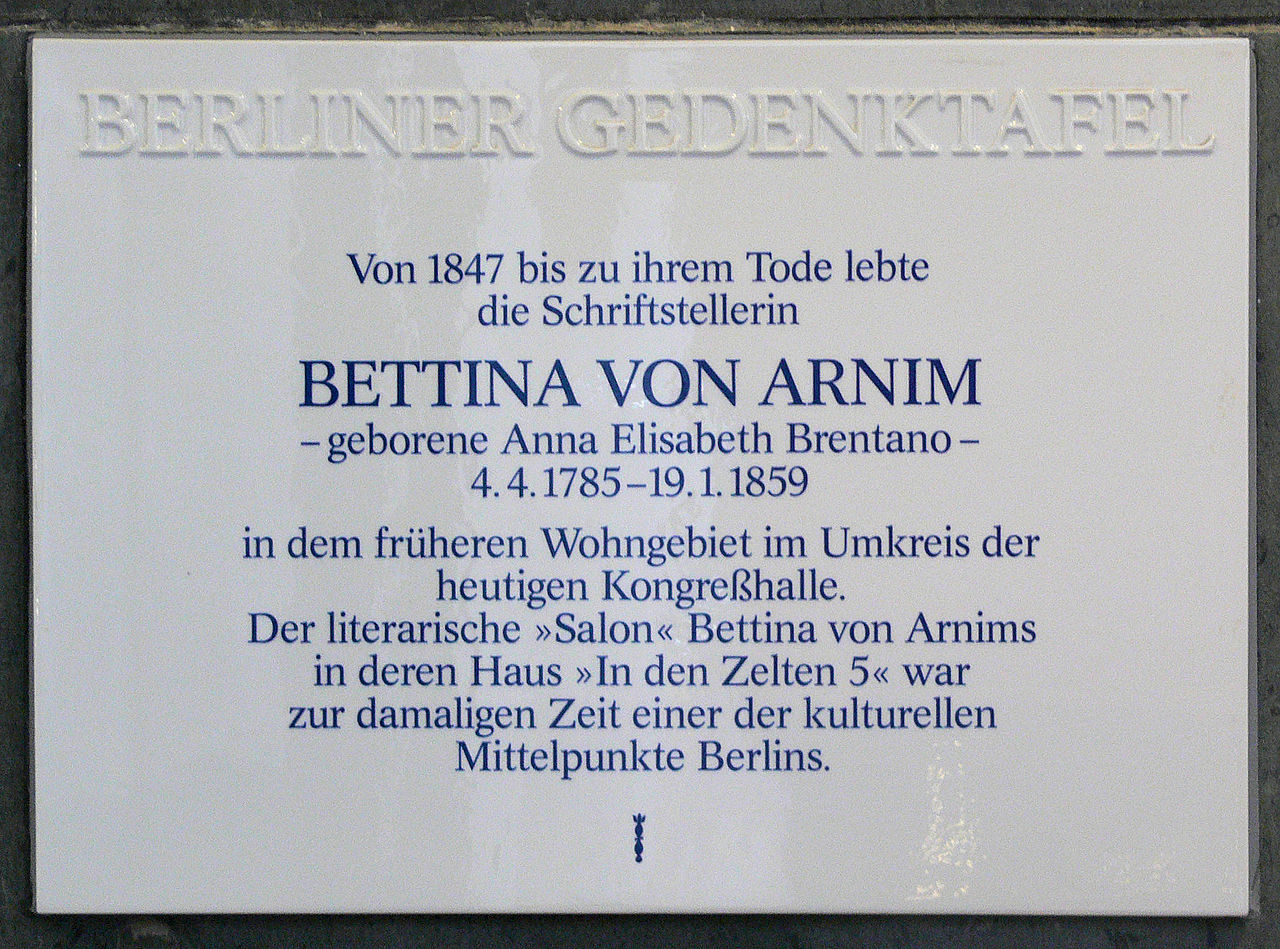 BERLINER GEDENKTAFEL
Von 1847 bis zu ihrem Tode lebte
die Schriftstellerin
BETTINA VON ARNIM
– geborene Anna Elisabeth Brentano –
4. 4. 1785 – 19. 1. 1859
in dem früheren Wohngebiet im Umkreis der
heutigen Kongreßhalle.
Der literarische »Salon« Bettina von Arnims
in deren Haus »In den Zelten 5« war
zur damaligen Zeit einer der kulturellen
Mittelpunkte Berlins.